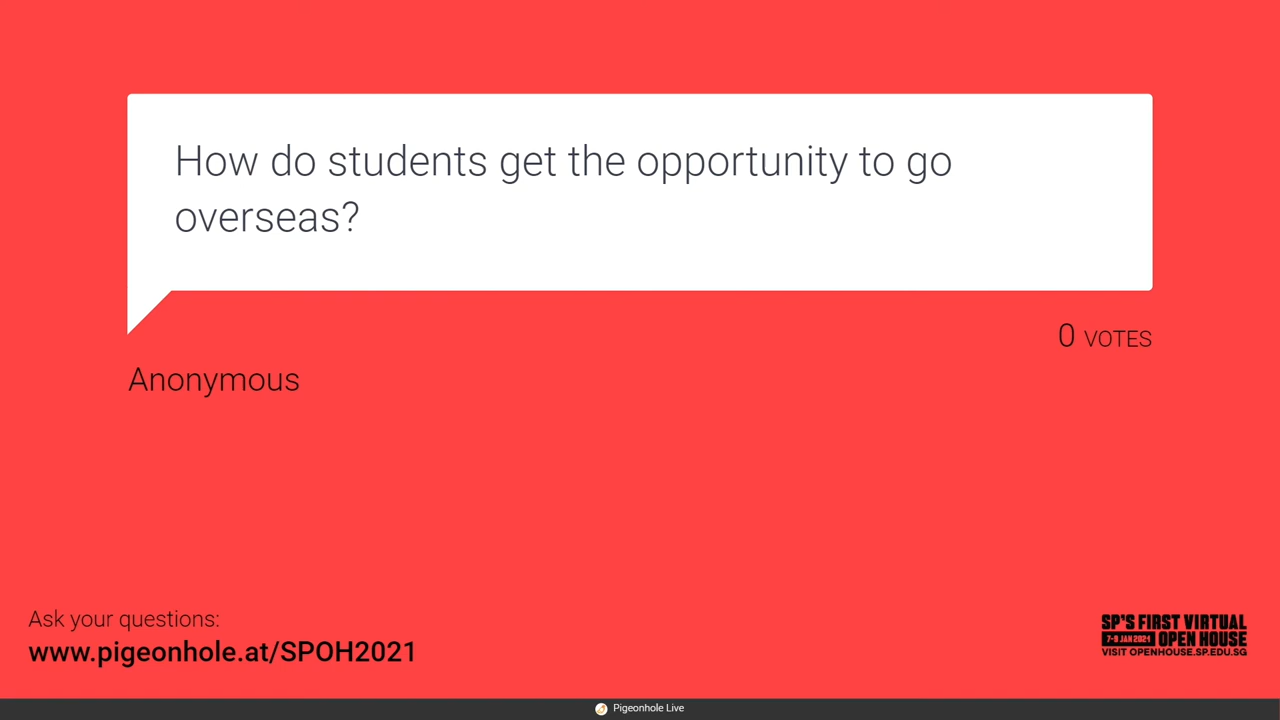 How do students get the opportunity to go
overseas?
0 VOTES
Anonymous
Ask your questions:
www.pigeonhole.at/SPOH2021
SP'S FIRST VIRTUAL
7-9 JAN 2021 OPEN HOUSE
VISIT OPENHOUSE.SP.EDU.SG
Pigeonhole Live